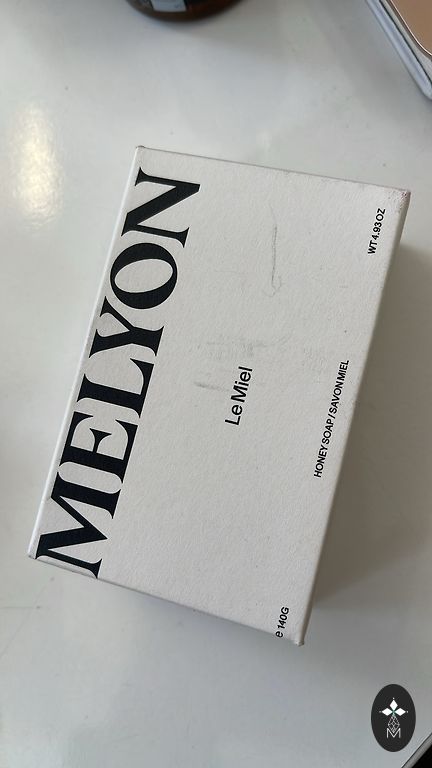 MELYON
Le Miel
HONEY SOAP / SAVON MIEL
e 140G
WT 4.93 OZ
M